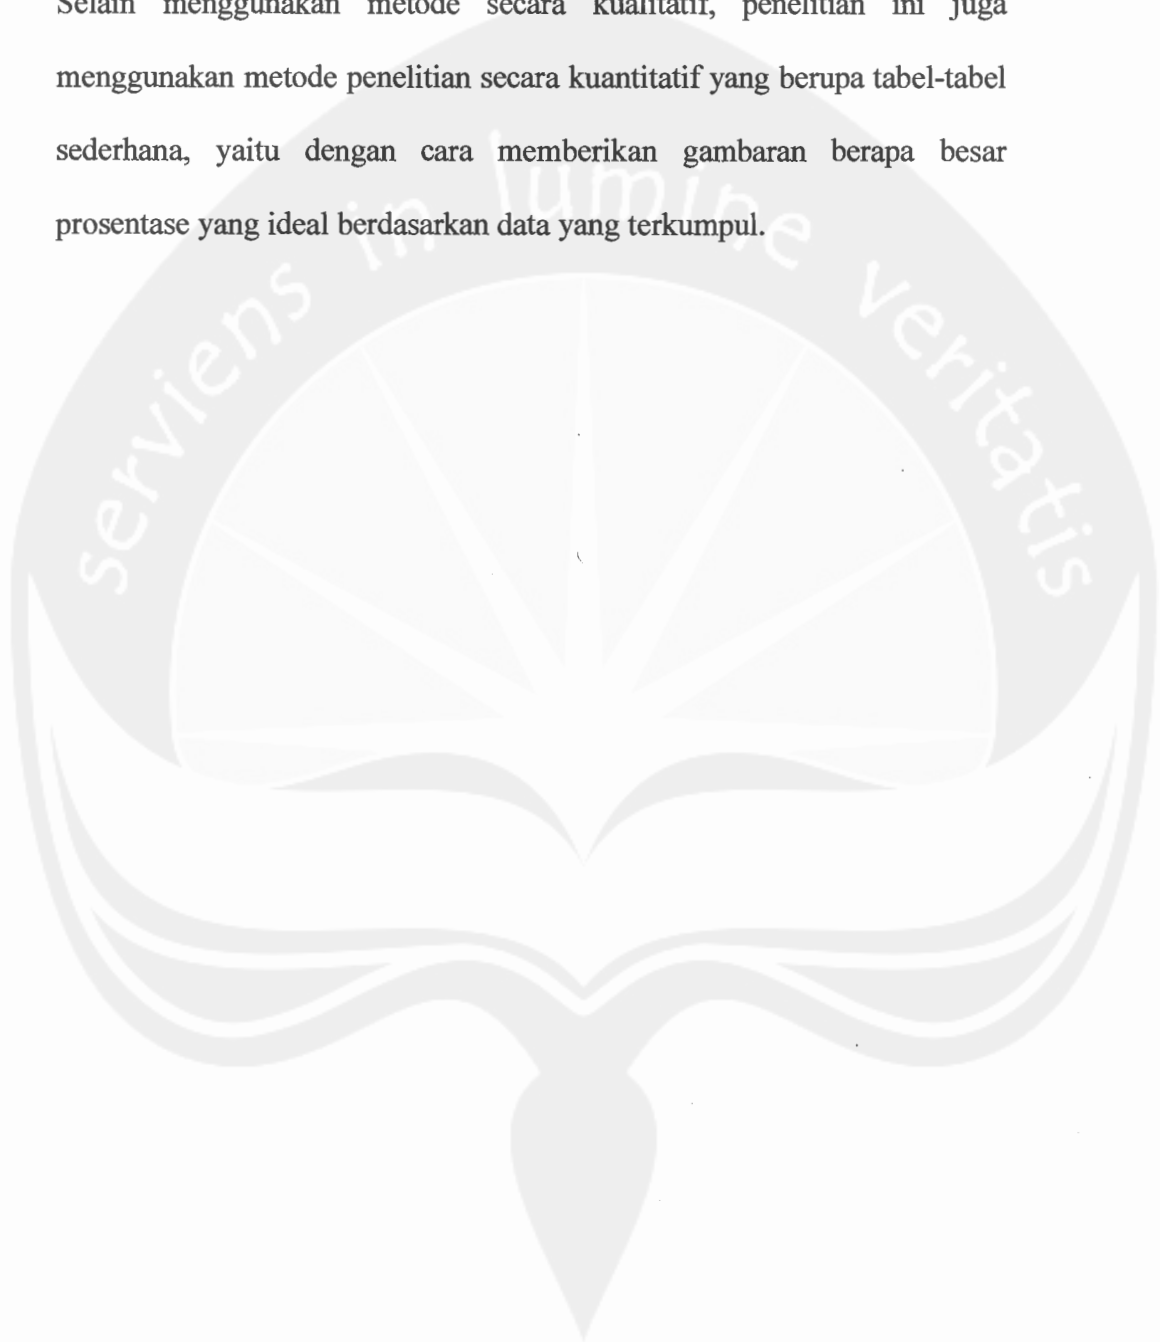 Selain menggunakan metode secara kualitatif, penelitian ini juga
menggunakan metode penelitian secara kuantitatif yang berupa tabel-tabel
sederhana, yaitu dengan cara memberikan gambaran berapa besar
prosentase yang ideal berdasarkan data yang terkumpul.
serviens in lumine veritatis